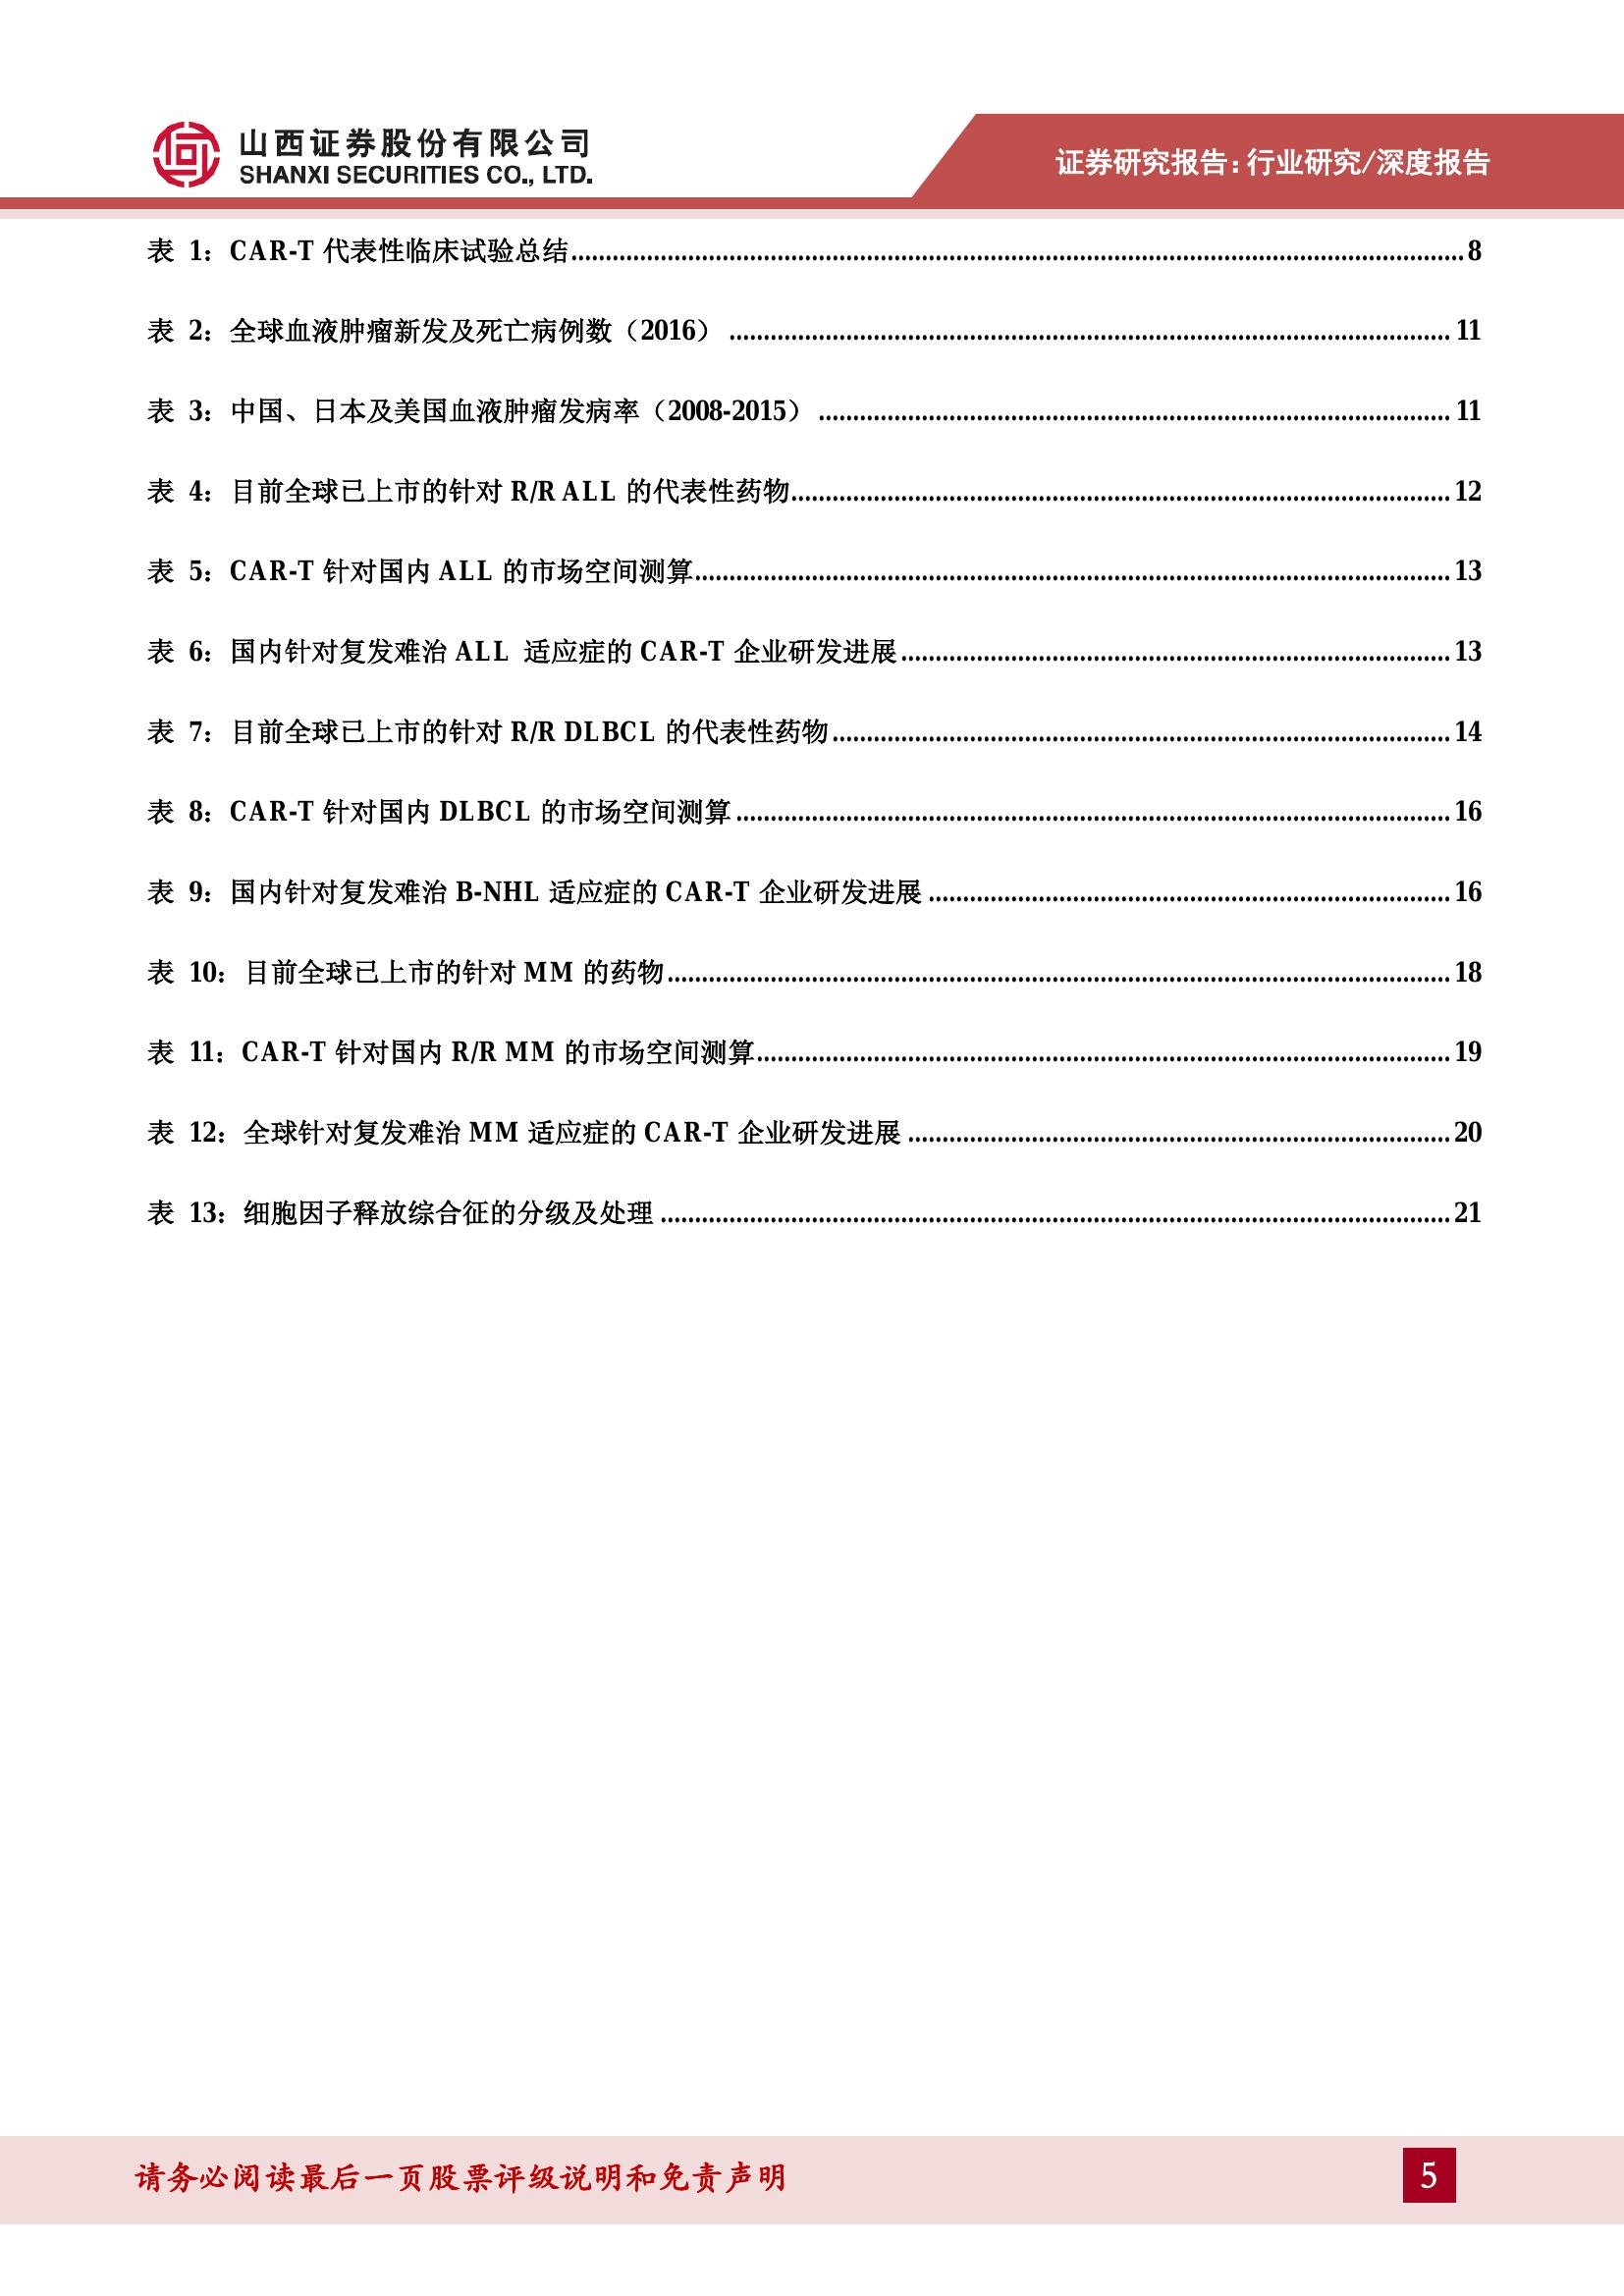 山西证券股份有限公司
SHANXI SECURITIES CO., LTD.
证券研究报告:行业研究/深度报告
表 1：CAR-T 代表性临床试验总结........8
表 2：全球血液肿瘤新发及死亡病例数（2016）........11
表 3：中国、日本及美国血液肿瘤发病率（2008-2015）........11
表 4：目前全球已上市的针对 R/R ALL 的代表性药物........12
表 5：CAR-T 针对国内 ALL 的市场空间测算........13
表 6：国内针对复发难治 ALL 适应症的 CAR-T 企业研发进展........13
表 7：目前全球已上市的针对 R/R DLBCL 的代表性药物........14
表 8：CAR-T 针对国内 DLBCL 的市场空间测算........16
表 9：国内针对复发难治 B-NHL 适应症的 CAR-T 企业研发进展........16
表 10：目前全球已上市的针对 MM 的药物........18
表 11：CAR-T 针对国内 R/R MM 的市场空间测算........19
表 12：全球针对复发难治 MM 适应症的 CAR-T 企业研发进展........20
表 13：细胞因子释放综合征的分级及处理........21
请务必阅读最后一页股票评级说明和免责声明
5